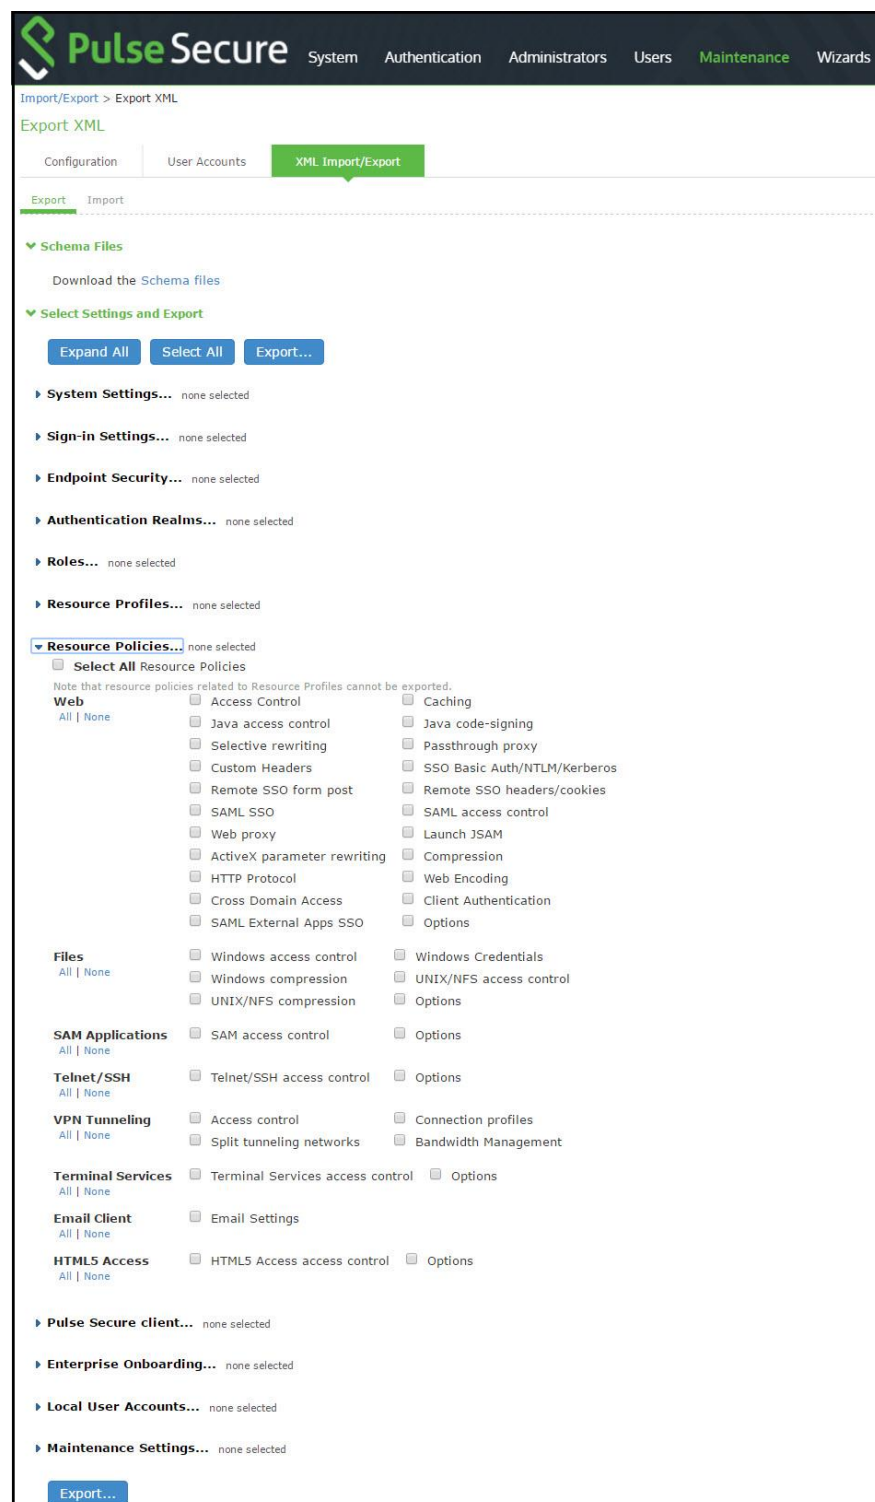 Pulse Secure System Authentication Administrators Users Maintenance Wizards
Import/Export > Export XML
Export XML
Configuration User Accounts XML Import/Export
Export Import
Schema Files
Download the Schema files
Select Settings and Export
Expand All Select All Export...
System Settings... none selected
Sign-in Settings... none selected
Endpoint Security... none selected
Authentication Realms... none selected
Roles... none selected
Resource Profiles... none selected
Resource Policies... none selected
Select All Resource Policies
Note that resource policies related to Resource Profiles cannot be exported.
Web Access Control Caching
All | None
Java access control Java code-signing
Selective rewriting Passthrough proxy
Custom Headers SSO Basic Auth/NTLM/Kerberos
Remote SSO form post Remote SSO headers/cookies
SAML SSO SAML access control
Web proxy Launch JSAM
ActiveX parameter rewriting Compression
HTTP Protocol Web Encoding
Cross Domain Access Client Authentication
SAML External Apps SSO Options
Files Windows access control Windows Credentials
All | None
Windows compression UNIX/NFS access control
UNIX/NFS compression Options
SAM Applications SAM access control Options
All | None
Telnet/SSH Telnet/SSH access control Options
All | None
VPN Tunneling Access control Connection profiles
All | None
Split tunneling networks Bandwidth Management
Terminal Services Terminal Services access control Options
All | None
Email Client Email Settings
All | None
HTML5 Access HTML5 Access access control Options
All | None
Pulse Secure client... none selected
Enterprise Onboarding... none selected
Local User Accounts... none selected
Maintenance Settings... none selected
Export...